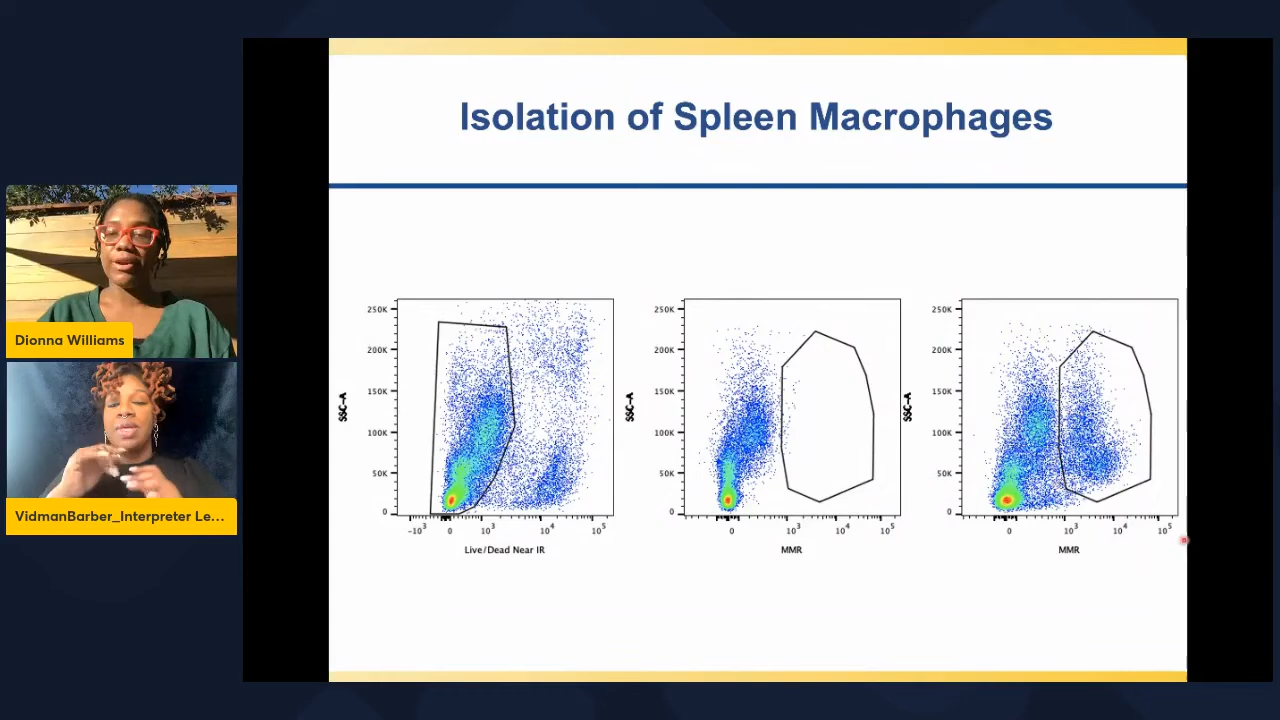 Isolation of Spleen Macrophages
Dionna Williams
VidmanBarber_Interpreter Le...
250K
200K
150K
100K
50K
0
SSC-A
-10³ 0 10³ 10⁴ 10⁵
Live/Dead Near IR
250K
200K
150K
100K
50K
0
SSC-A
0 10³ 10⁴ 10⁵
MMR
250K
200K
150K
100K
50K
0
SSC-A
0 10³ 10⁴ 10⁵
MMR